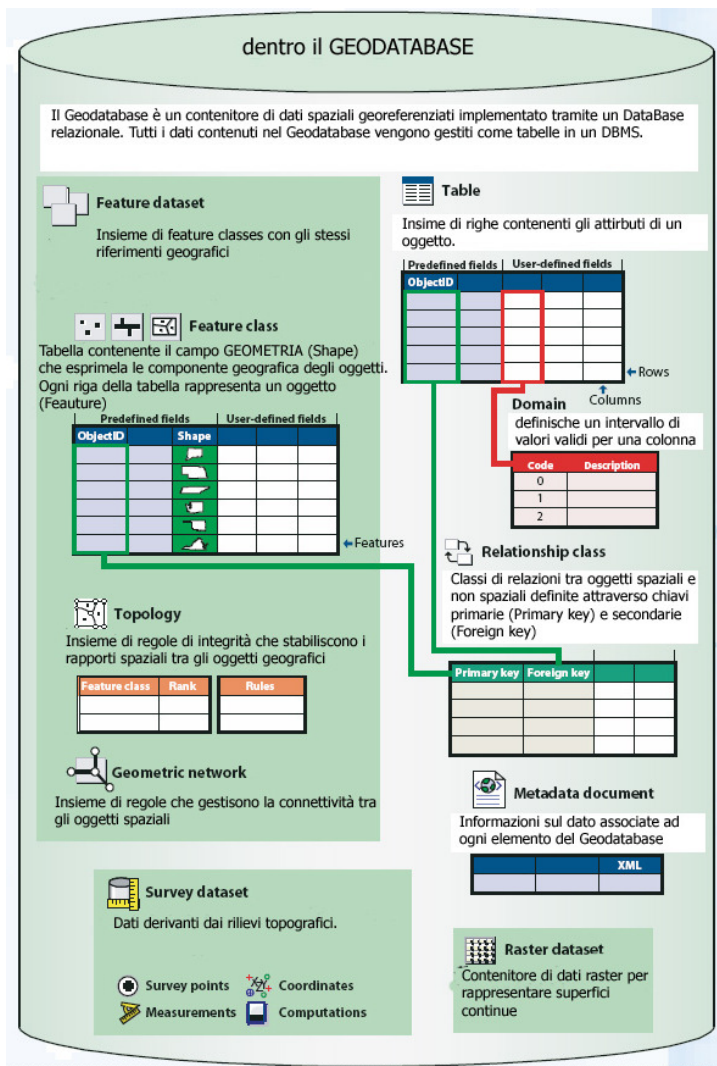 dentro il GEODATABASE
Il Geodatabase è un contenitore di dati spaziali georeferenziati implementato tramite un DataBase
relazionale. Tutti i dati contenuti nel Geodatabase vengono gestiti come tabelle in un DBMS.
Feature dataset
Insieme di feature classes con gli stessi
riferimenti geografici
Feature class
Tabella contenente il campo GEOMETRIA (Shape)
che esprimela le componente geografica degli oggetti.
Ogni riga della tabella rappresenta un oggetto
(Feauture)
Predefined fields User-defined fields
ObjectID Shape
Features
Topology
Insieme di regole di integrità che stabiliscono i
rapporti spaziali tra gli oggetti geografici
Feature class Rank Rules
Geometric network
Insieme di regole che gestisono la connettività tra
gli oggetti spaziali
Survey dataset
Dati derivanti dai rilievi topografici.
Survey points Coordinates
Measurements Computations
Table
Insime di righe contenenti gli attirbuti di un
oggetto.
Predefined fields User-defined fields
ObjectID
Rows
Columns
Domain
definische un intervallo di
valori validi per una colonna
Code Description
0
1
2
Relationship class
Classi di relazioni tra oggetti spaziali e
non spaziali definite attraverso chiavi
primarie (Primary key) e secondarie
(Foreign key)
Primary key Foreign key
Metadata document
Informazioni sul dato associate ad
ogni elemento del Geodatabase
XML
Raster dataset
Contenitore di dati raster per
rappresentare superfici
continue